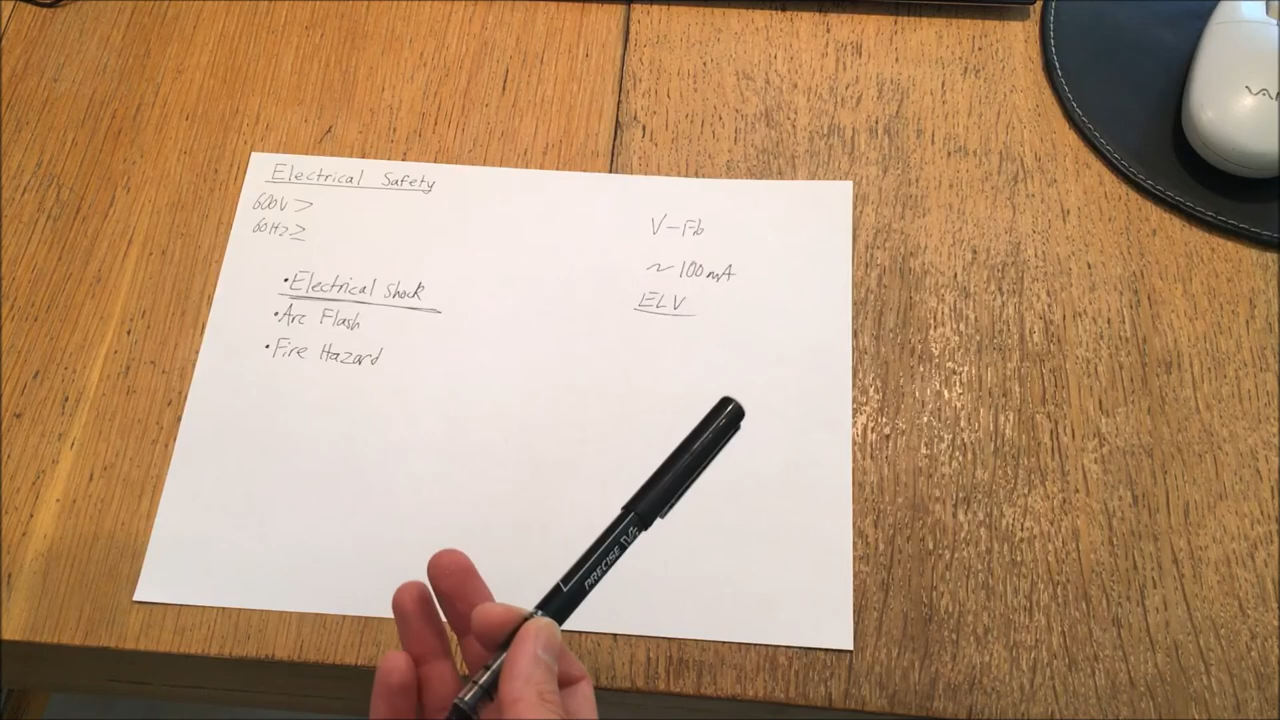 Electrical Safety
600V >
60Hz ≥
• Electrical Shock
• Arc Flash
• Fire Hazard
V-Fib
~ 100mA
ELV
PRECISE V5